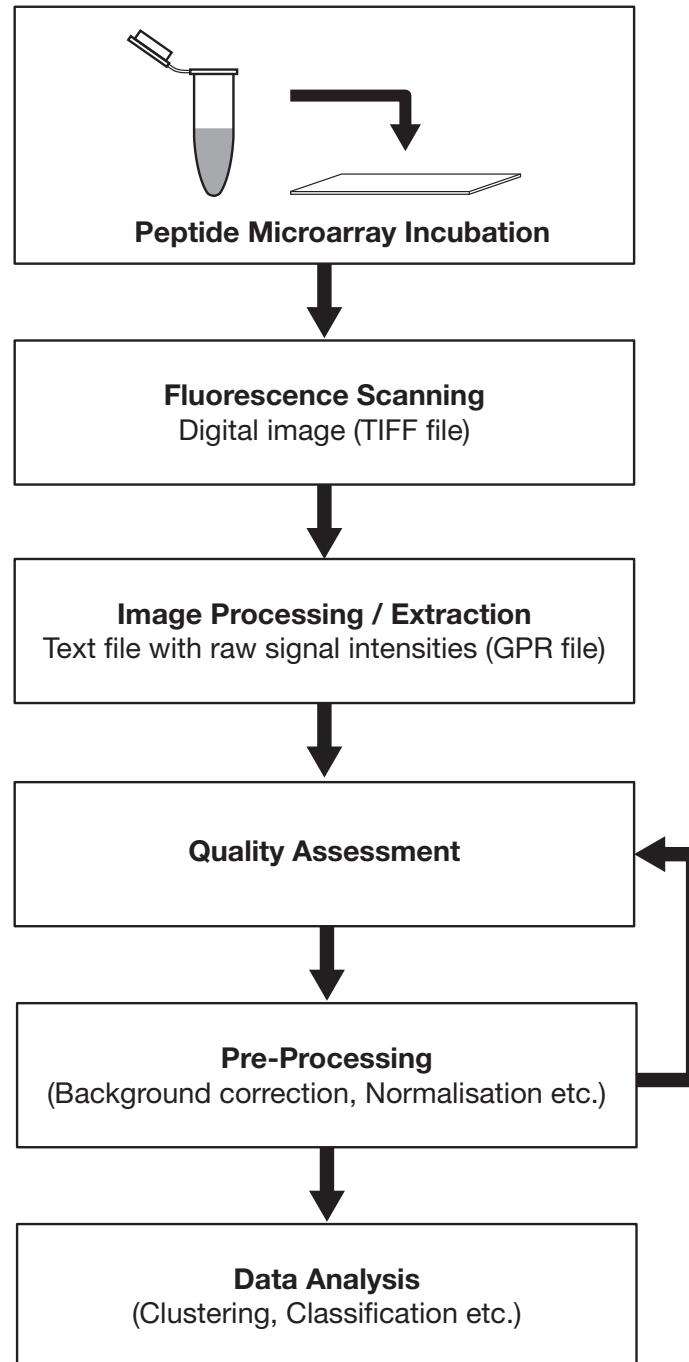 Peptide Microarray Incubation
Fluorescence Scanning
Digital image (TIFF file)
Image Processing / Extraction
Text file with raw signal intensities (GPR file)
Quality Assessment
Pre-Processing
(Background correction, Normalisation etc.)
Data Analysis
(Clustering, Classification etc.)